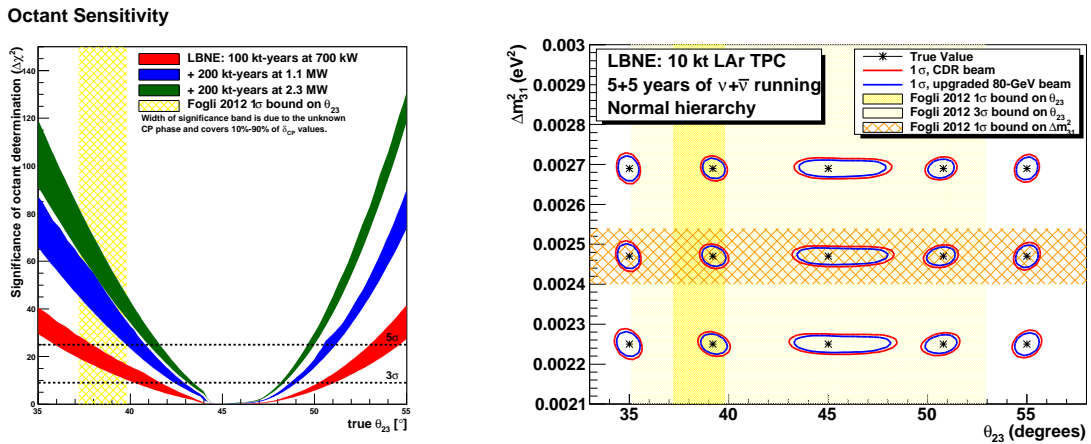 Octant Sensitivity
Significance of octant determination (Δχ²)
140
120
100
80
60
40
20
0
LBNE: 100 kt-years at 700 kW
+ 200 kt-years at 1.1 MW
+ 200 kt-years at 2.3 MW
Fogli 2012 1σ bound on θ23
Width of significance band is due to the unknown
CP phase and covers 10%-90% of δCP values.
5σ
3σ
35 40 45 50 55
true θ23 [°]
Δm²31 (eV²)
0.003
0.0029
0.0028
0.0027
0.0026
0.0025
0.0024
0.0023
0.0022
0.0021
LBNE: 10 kt LAr TPC
5+5 years of ν+ν̅ running
Normal hierarchy
True Value
1σ, CDR beam
1σ, upgraded 80-GeV beam
Fogli 2012 1σ bound on θ23
Fogli 2012 3σ bound on θ23
Fogli 2012 1σ bound on Δm²31
35 40 45 50 55
θ23 (degrees)